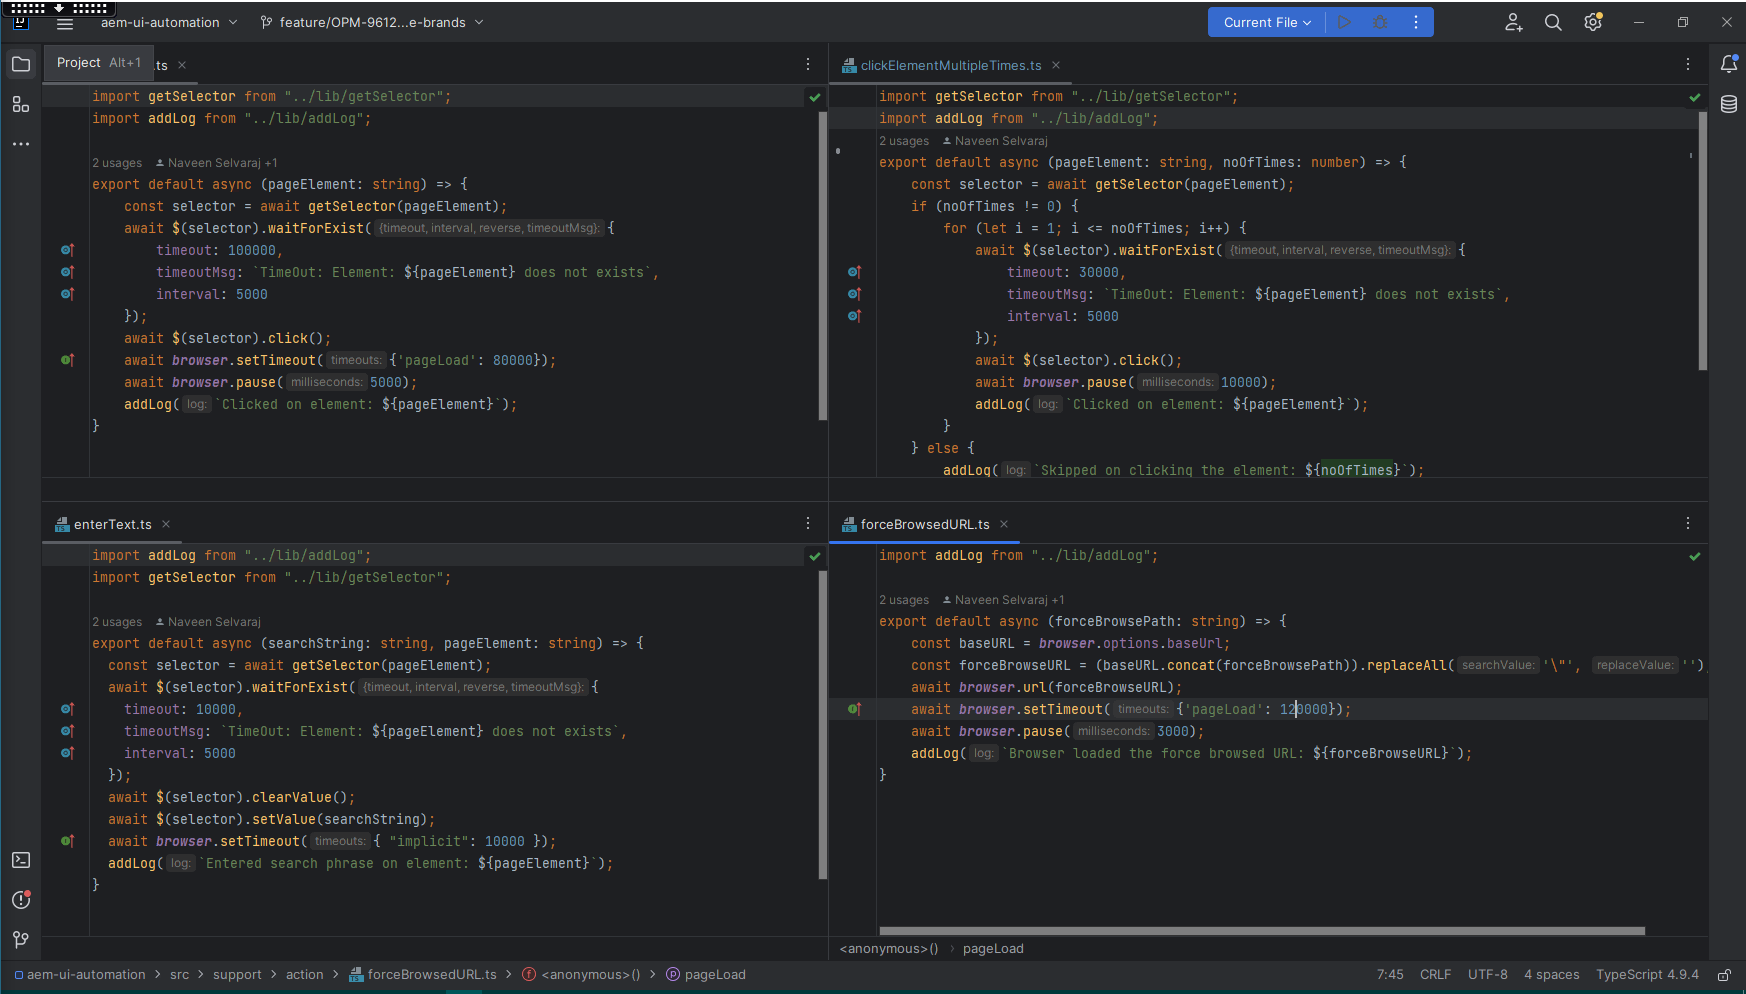 aem-ui-automation
feature/OPM-9612...e-brands
Current File
Project Alt+1
.ts
import getSelector from "../lib/getSelector";
import addLog from "../lib/addLog";
2 usages Naveen Selvaraj +1
export default async (pageElement: string) => {
const selector = await getSelector(pageElement);
await $(selector).waitForExist( {timeout, interval, reverse, timeoutMsg}: {
timeout: 100000,
timeoutMsg: `TimeOut: Element: ${pageElement} does not exists`,
interval: 5000
});
await $(selector).click();
await browser.setTimeout( timeouts: {'pageLoad': 80000});
await browser.pause( milliseconds: 5000);
addLog( log: `Clicked on element: ${pageElement}`);
}
clickElementMultipleTimes.ts
import getSelector from "../lib/getSelector";
import addLog from "../lib/addLog";
2 usages Naveen Selvaraj
export default async (pageElement: string, noOfTimes: number) => {
const selector = await getSelector(pageElement);
if (noOfTimes != 0) {
for (let i = 1; i <= noOfTimes; i++) {
await $(selector).waitForExist( {timeout, interval, reverse, timeoutMsg}: {
timeout: 30000,
timeoutMsg: `TimeOut: Element: ${pageElement} does not exists`,
interval: 5000
});
await $(selector).click();
await browser.pause( milliseconds: 10000);
addLog( log: `Clicked on element: ${pageElement}`);
}
} else {
addLog( log: `Skipped on clicking the element: ${noOfTimes}`);
enterText.ts
import addLog from "../lib/addLog";
import getSelector from "../lib/getSelector";
2 usages Naveen Selvaraj
export default async (searchString: string, pageElement: string) => {
const selector = await getSelector(pageElement);
await $(selector).waitForExist( {timeout, interval, reverse, timeoutMsg}: {
timeout: 10000,
timeoutMsg: `TimeOut: Element: ${pageElement} does not exists`,
interval: 5000
});
await $(selector).clearValue();
await $(selector).setValue(searchString);
await browser.setTimeout( timeouts: { "implicit": 10000 });
addLog( log: `Entered search phrase on element: ${pageElement}`);
}
forceBrowsedURL.ts
import addLog from "../lib/addLog";
2 usages Naveen Selvaraj +1
export default async (forceBrowsePath: string) => {
const baseURL = browser.options.baseUrl;
const forceBrowseURL = (baseURL.concat(forceBrowsePath)).replaceAll( searchValue: '\"', replaceValue: '')
await browser.url(forceBrowseURL);
await browser.setTimeout( timeouts: {'pageLoad': 120000});
await browser.pause( milliseconds: 3000);
addLog( log: `Browser loaded the force browsed URL: ${forceBrowseURL}`);
}
<anonymous>() > pageLoad
aem-ui-automation > src > support > action > forceBrowsedURL.ts > <anonymous>() > pageLoad
7:45 CRLF UTF-8 4 spaces TypeScript 4.9.4